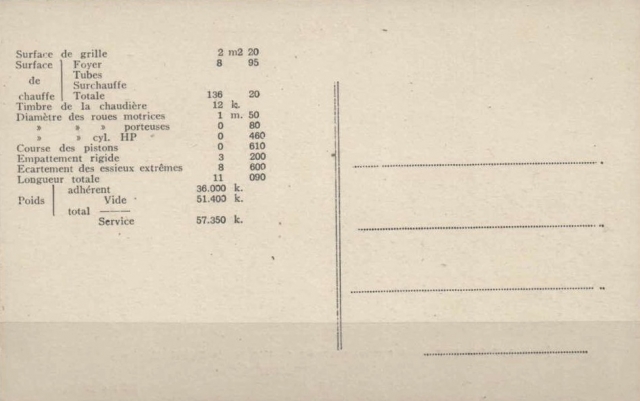 Surface de grille 2 m2 20
Surface Foyer 8 95
de Tubes
Surchauffe
chauffe Totale 136 20
Timbre de la chaudière 12 k.
Diamètre des roues motrices 1 m. 50
» » » porteuses 0 80
» » cyl. HP 0 460
Course des pistons 0 610
Empattement rigide 3 200
Ecartement des essieux extrêmes 8 600
Longueur totale 11 090
adhérent 36.000 k.
Poids Vide 51.400 k.
total
Service 57.350 k.